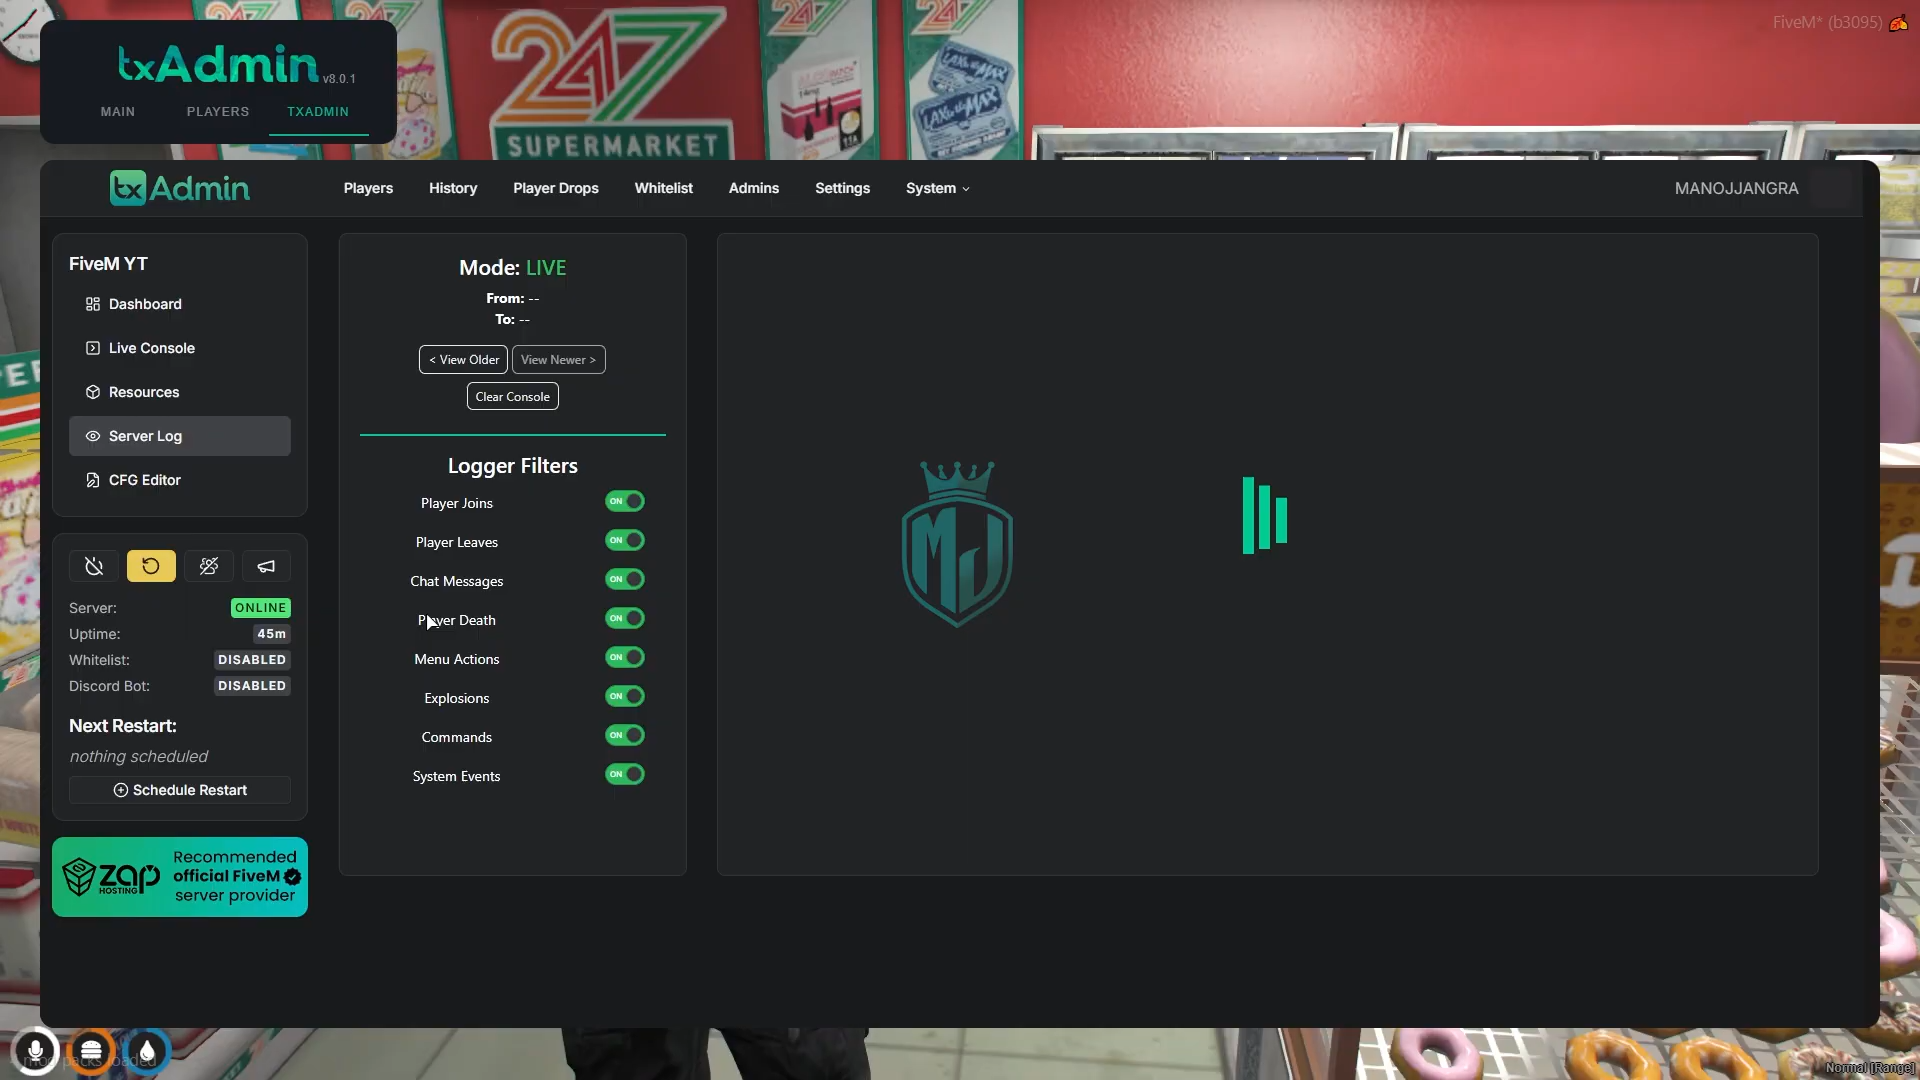 247
SUPERMARKET
FiveM* (b3095)
txAdmin v8.0.1
MAIN PLAYERS TXADMIN
tx Admin
Players History Player Drops Whitelist Admins Settings System
MANOJJANGRA
FiveM YT
Dashboard
Live Console
Resources
Server Log
CFG Editor
Server: ONLINE
Uptime: 45m
Whitelist: DISABLED
Discord Bot: DISABLED
Next Restart:
nothing scheduled
Schedule Restart
ZAP HOSTING
Recommended
official FiveM
server provider
Mode: LIVE
From: --
To: --
< View Older View Newer >
Clear Console
Logger Filters
Player Joins ON
Player Leaves ON
Chat Messages ON
Player Death ON
Menu Actions ON
Explosions ON
Commands ON
System Events ON
MJ
Normal [Range]